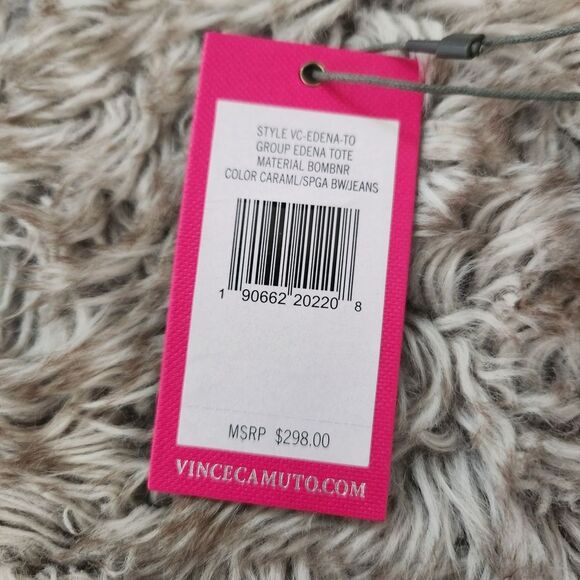 STYLE VC-EDENA-TO
GROUP EDENA TOTE
MATERIAL BOMBNR
COLOR CARAML/SPGA BW/JEANS
1 90662 20220 8
MSRP $298.00
VINCECAMUTO.COM